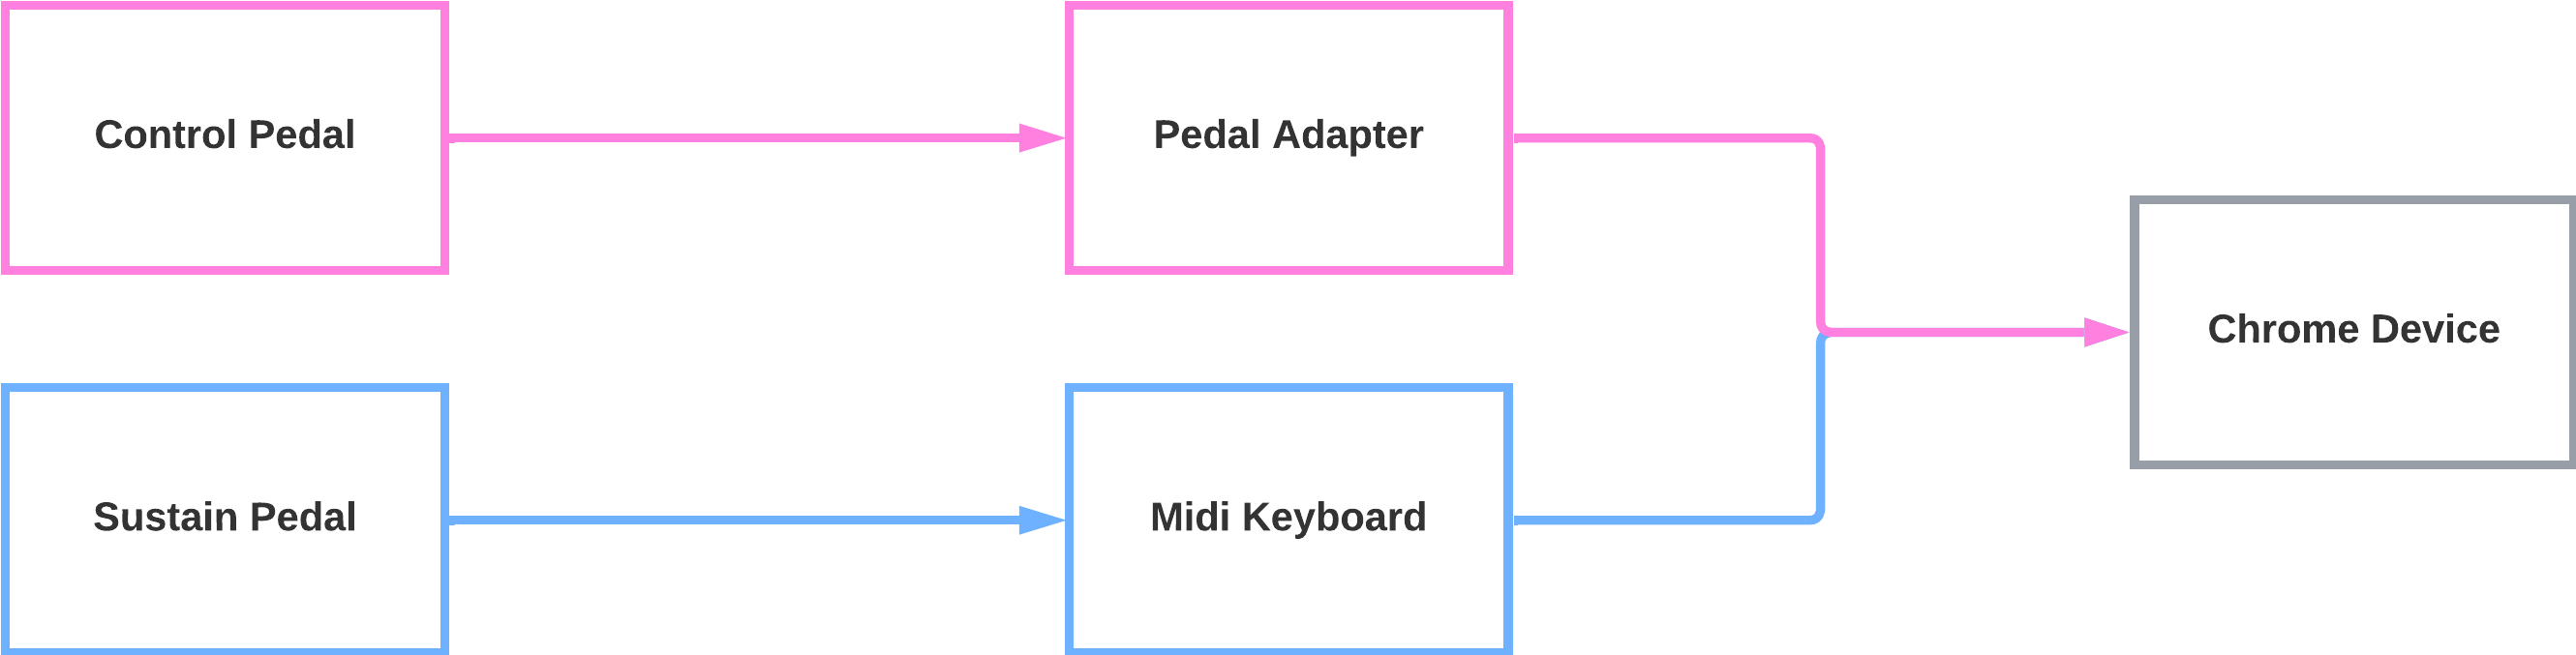 Control Pedal
Pedal Adapter
Chrome Device
Sustain Pedal
Midi Keyboard